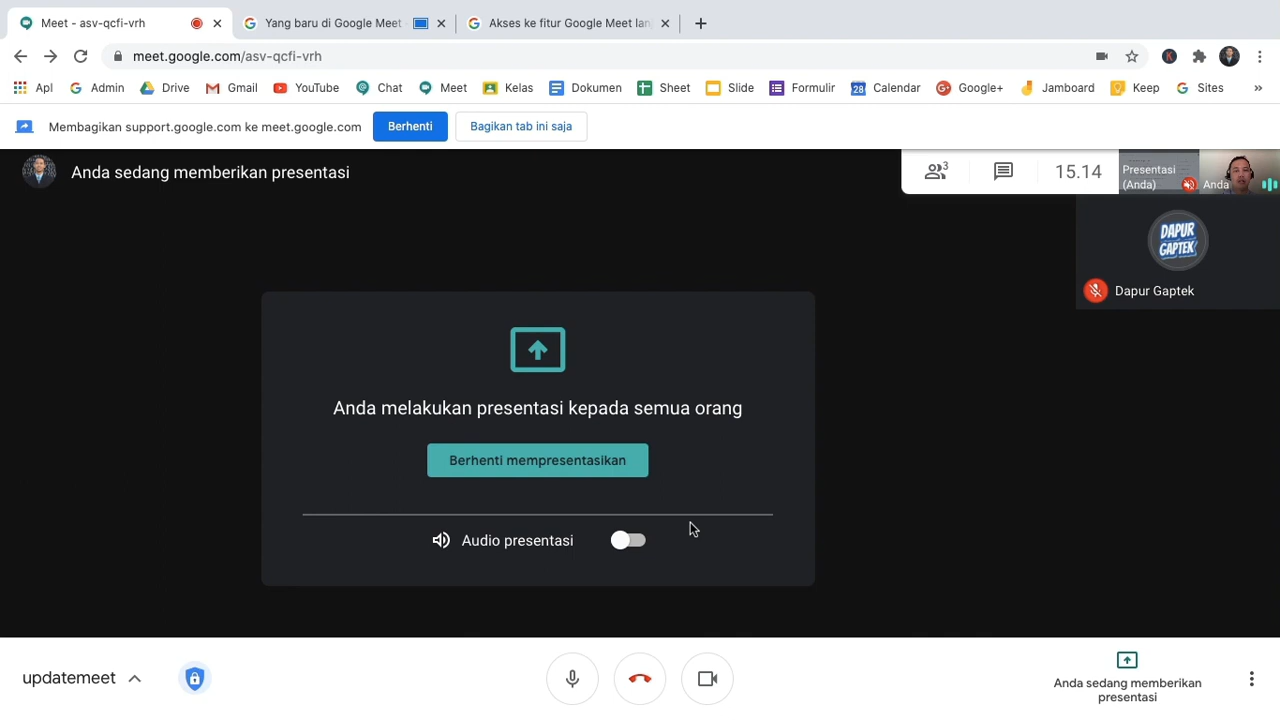 Meet - asv-qcfi-vrh
Yang baru di Google Meet
Akses ke fitur Google Meet lan
meet.google.com/asv-qcfi-vrh
K
Apl Admin Drive Gmail YouTube Chat Meet Kelas Dokumen Sheet Slide Formulir 28 Calendar G+ Google+ Jamboard Keep Sites »
Membagikan support.google.com ke meet.google.com Berhenti Bagikan tab ini saja
Anda sedang memberikan presentasi
3
15.14
Presentasi
(Anda)
Anda
DAPUR
GAPTEK
Dapur Gaptek
Anda melakukan presentasi kepada semua orang
Berhenti mempresentasikan
Audio presentasi
updatemeet
Anda sedang memberikan
presentasi